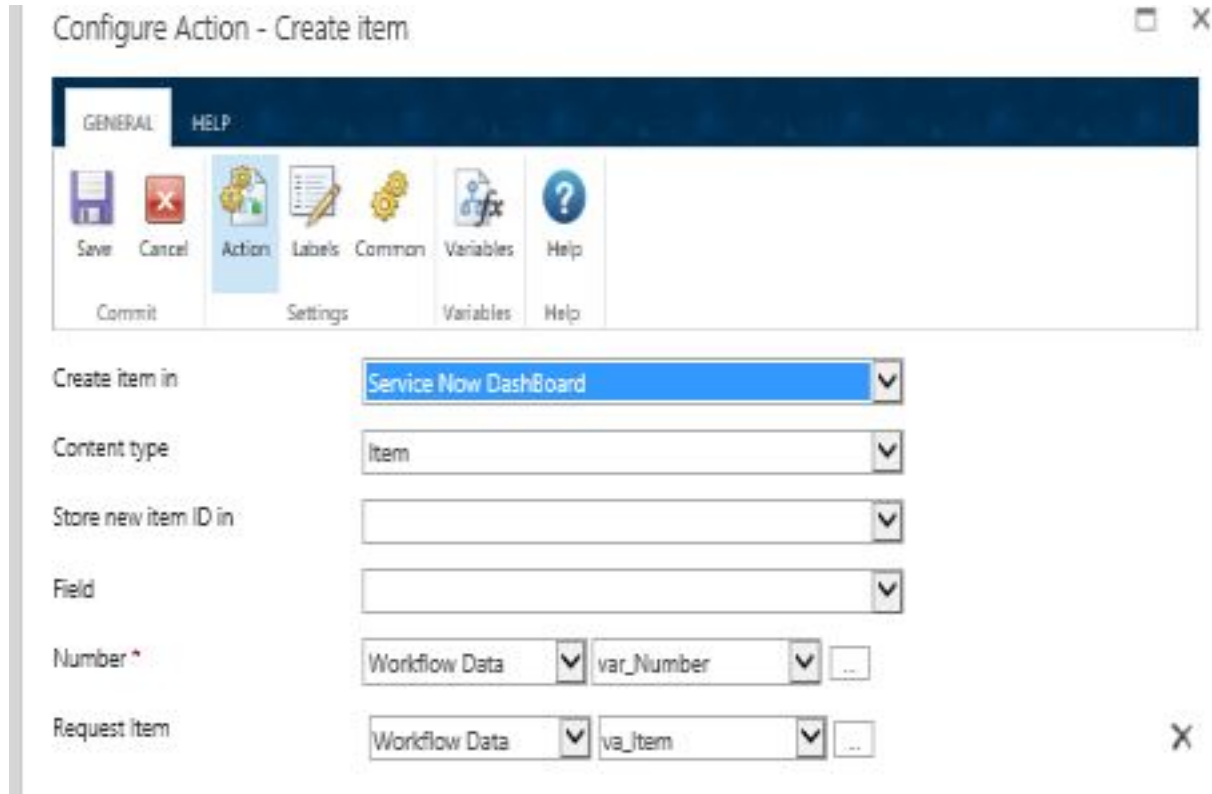 Configure Action - Create item
GENERAL HELP
Save Cancel Action Labels Common Variables Help
Commit Settings Variables Help
Create item in Service Now DashBoard
Content type Item
Store new item ID in
Field
Number * Workflow Data var_Number ...
Request Item Workflow Data va_Item ...